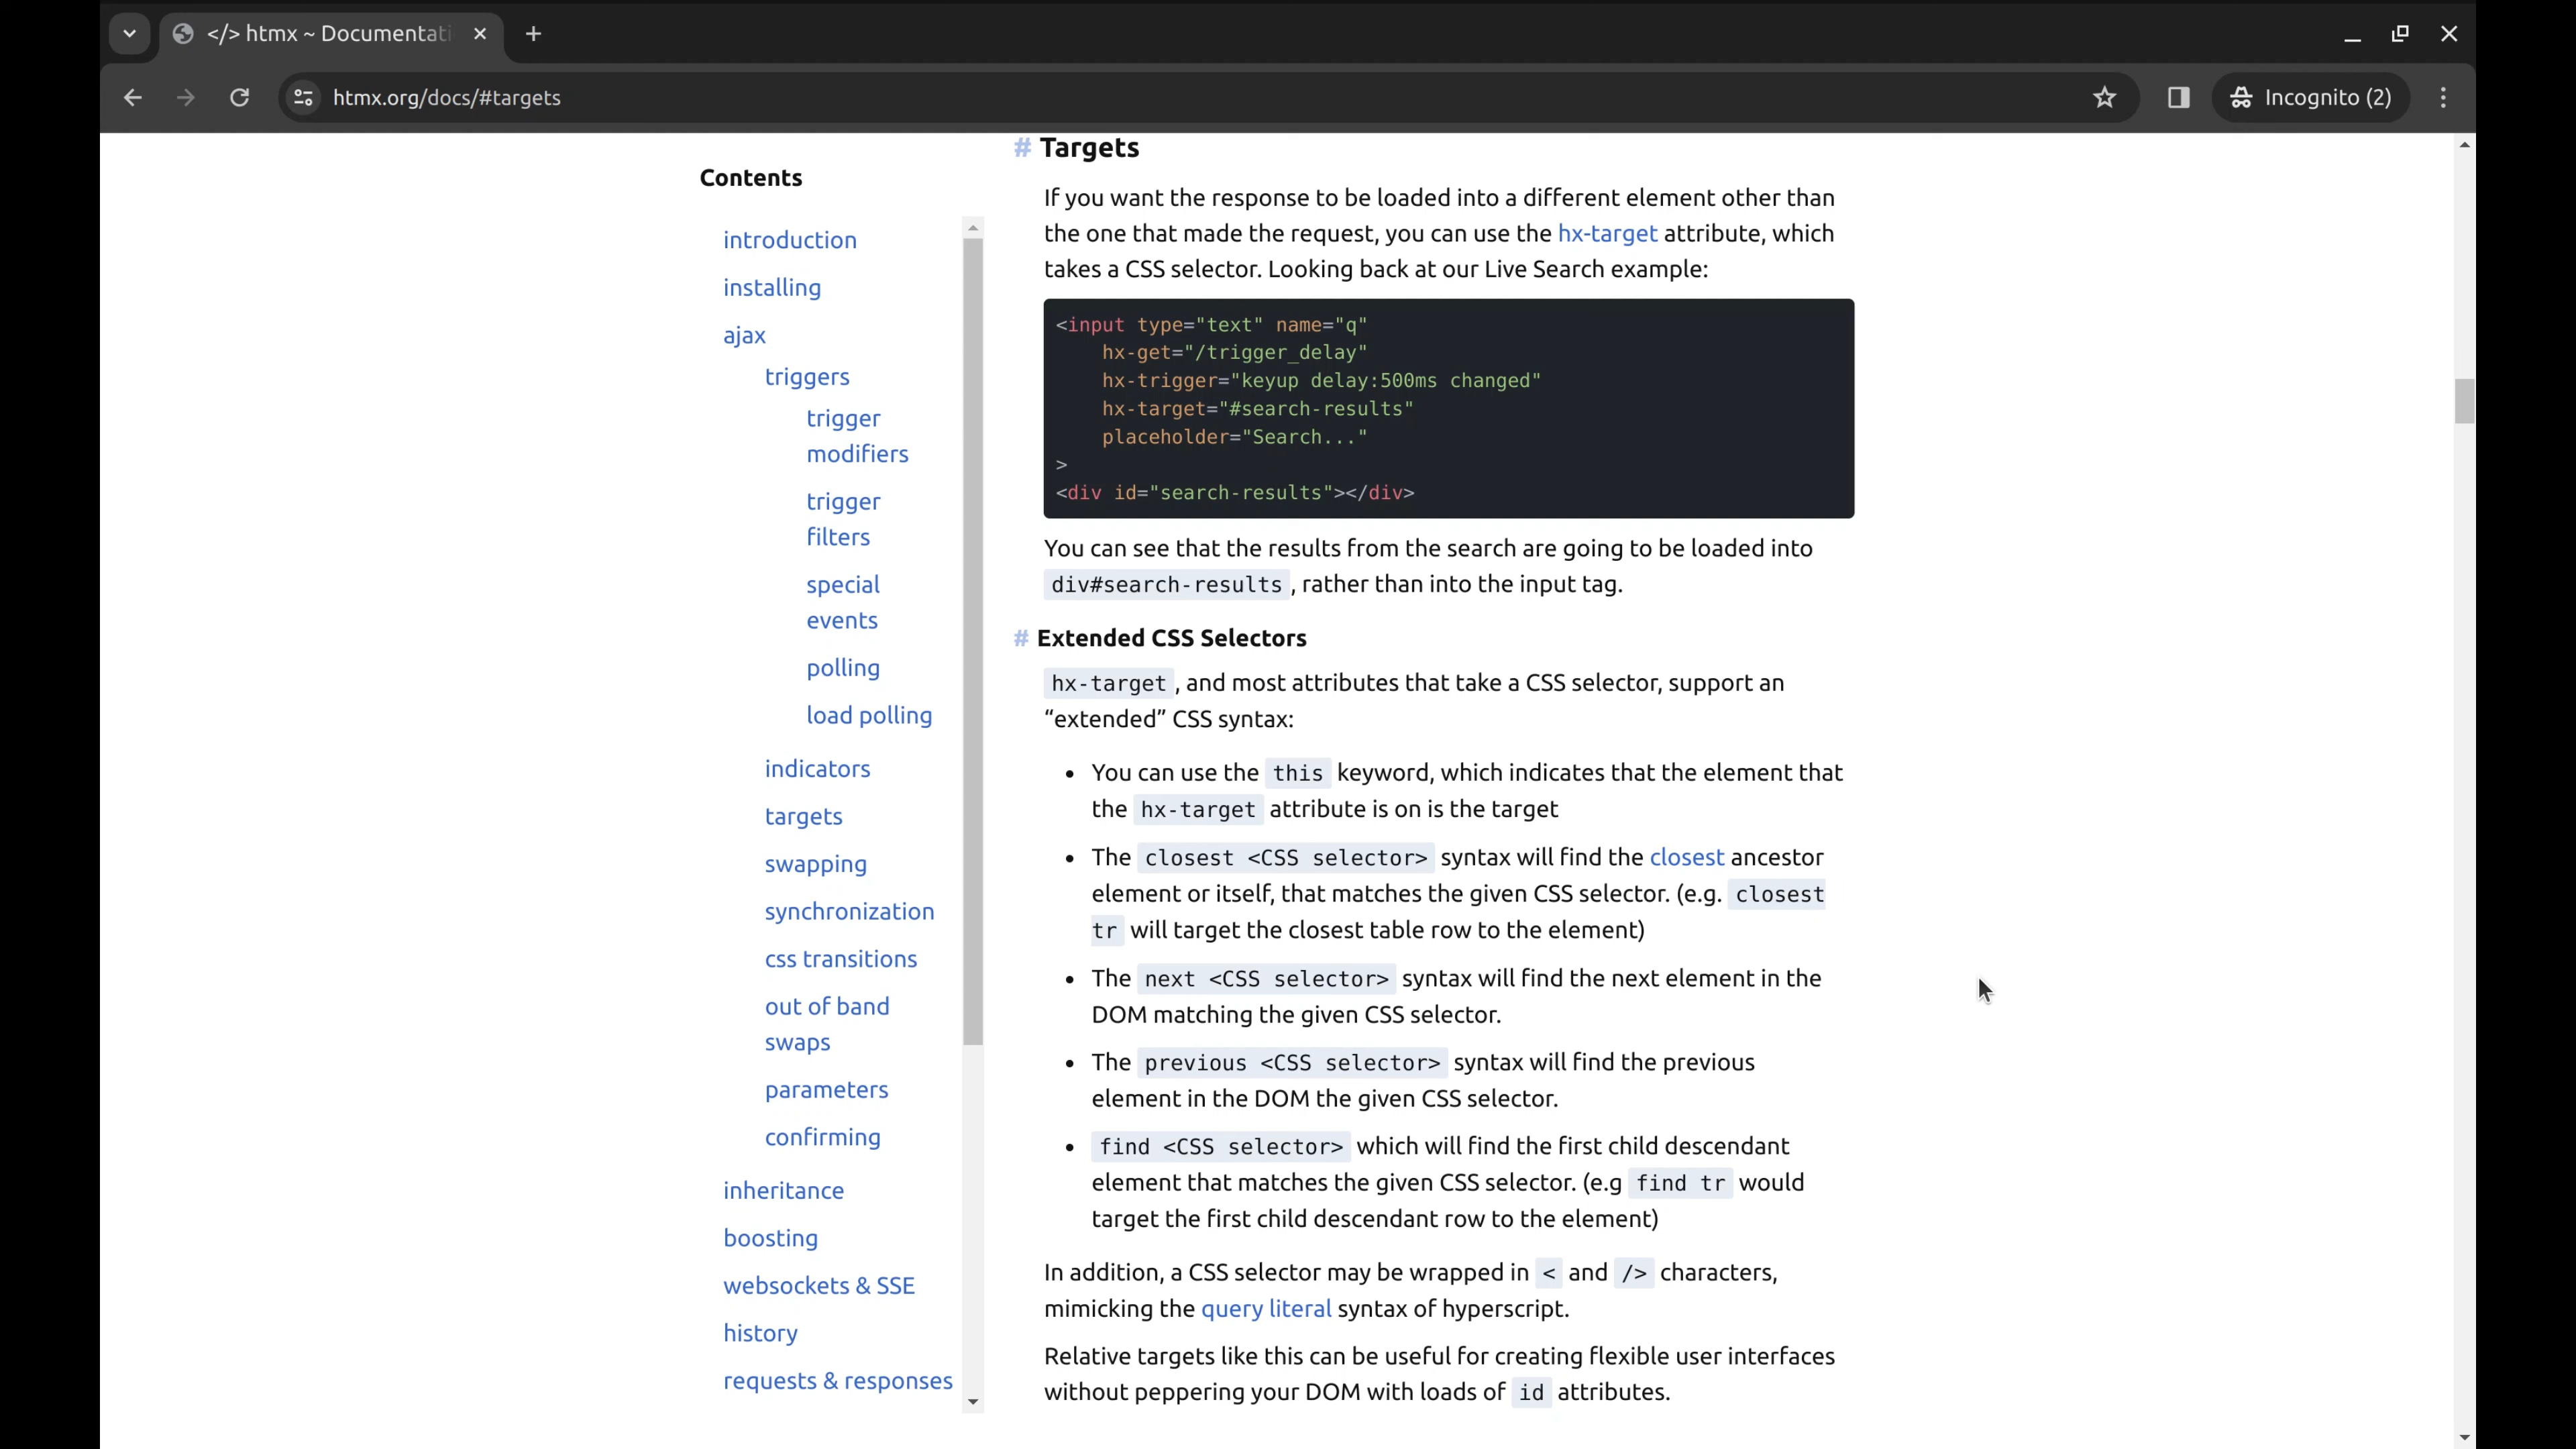 </> htmx ~ Documentati
htmx.org/docs/#targets
Incognito (2)
Contents
introduction
installing
ajax
triggers
trigger
modifiers
trigger
filters
special
events
polling
load polling
indicators
targets
swapping
synchronization
css transitions
out of band
swaps
parameters
confirming
inheritance
boosting
websockets & SSE
history
requests & responses
# Targets
If you want the response to be loaded into a different element other than
the one that made the request, you can use the hx-target attribute, which
takes a CSS selector. Looking back at our Live Search example:
<input type="text" name="q"
    hx-get="/trigger_delay"
    hx-trigger="keyup delay:500ms changed"
    hx-target="#search-results"
    placeholder="Search..."
>
<div id="search-results"></div>
You can see that the results from the search are going to be loaded into
div#search-results, rather than into the input tag.
# Extended CSS Selectors
hx-target, and most attributes that take a CSS selector, support an
“extended” CSS syntax:
• You can use the this keyword, which indicates that the element that
the hx-target attribute is on is the target
• The closest <CSS selector> syntax will find the closest ancestor
element or itself, that matches the given CSS selector. (e.g. closest
tr will target the closest table row to the element)
• The next <CSS selector> syntax will find the next element in the
DOM matching the given CSS selector.
• The previous <CSS selector> syntax will find the previous
element in the DOM the given CSS selector.
• find <CSS selector> which will find the first child descendant
element that matches the given CSS selector. (e.g find tr would
target the first child descendant row to the element)
In addition, a CSS selector may be wrapped in < and /> characters,
mimicking the query literal syntax of hyperscript.
Relative targets like this can be useful for creating flexible user interfaces
without peppering your DOM with loads of id attributes.